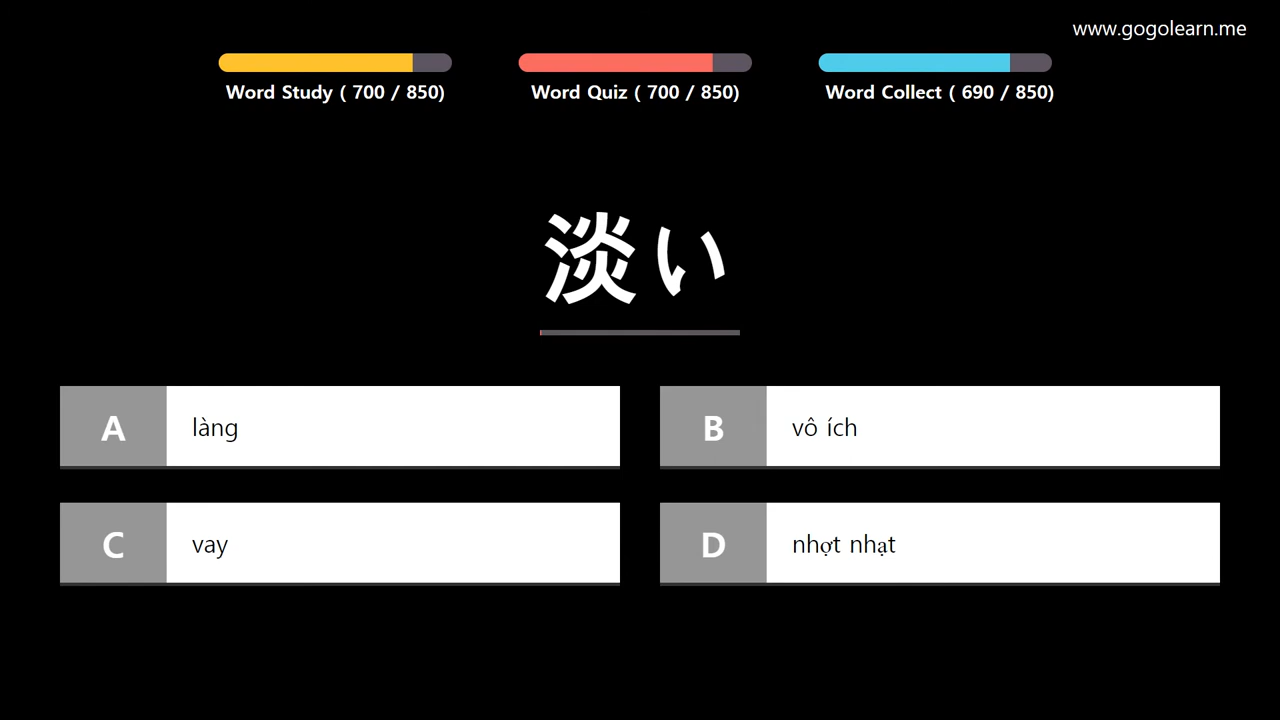 www.gogolearn.me
Word Study ( 700 / 850)
Word Quiz ( 700 / 850)
Word Collect ( 690 / 850)
淡い
A làng
B vô ích
C vay
D nhợt nhạt